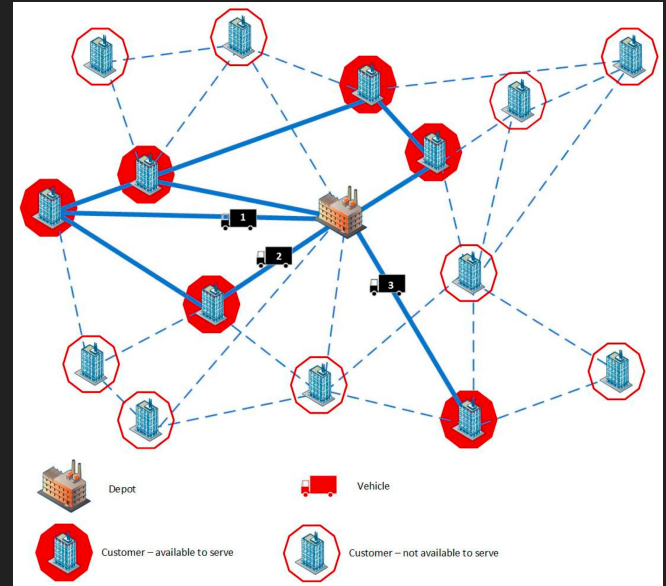 1
2
3
Depot
Vehicle
Customer – available to serve
Customer – not available to serve